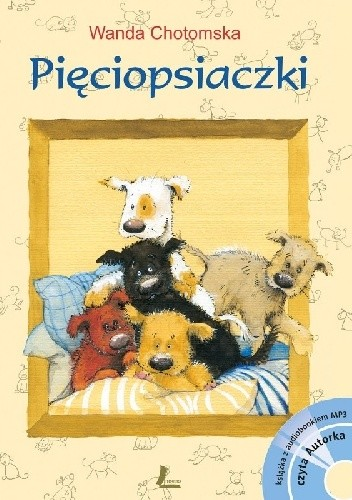 Wanda Chotomska
Pięciopsiaczki
książka z audiobookiem MP3
czyta Autorka